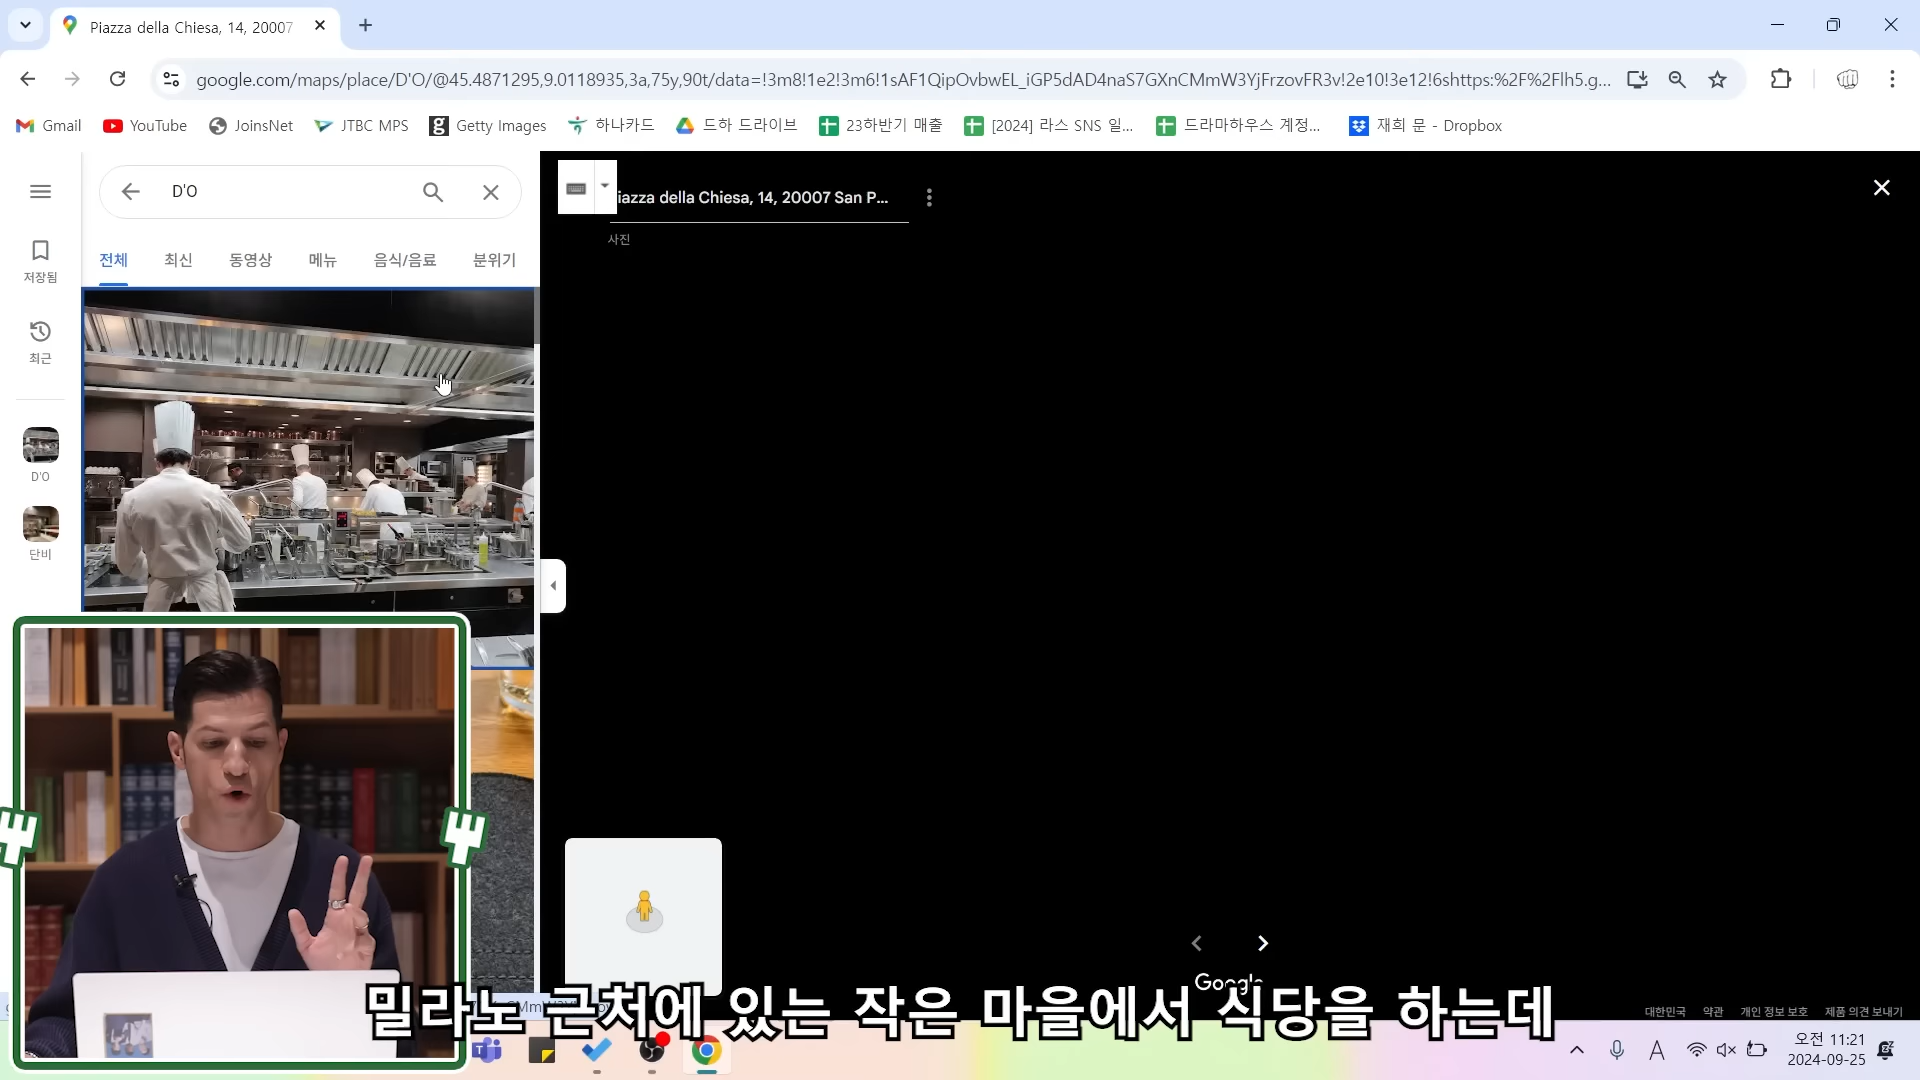 Piazza della Chiesa, 14, 20007
google.com/maps/place/D'O/@45.4871295,9.0118935,3a,75y,90t/data=!3m8!1e2!3m6!1sAF1QipOvbwEL_iGP5dAD4naS7GXnCMmW3YjFrzovFR3v!2e10!3e12!6shttps:%2F%2Flh5.g...
Gmail YouTube JoinsNet JTBC MPS Getty Images 하나카드 드하 드라이브 23하반기 매출 [2024] 라스 SNS 일... 드라마하우스 계정... 재희 문 - Dropbox
D'O
iazza della Chiesa, 14, 20007 San P...
사진
전체 최신 동영상 메뉴 음식/음료 분위기
저장됨
최근
D'O
단비
Google
밀라노 근처에 있는 작은 마을에서 식당을 하는데
대한민국 약관 개인 정보 보호 제품 의견 보내기
A
오전 11:21
2024-09-25